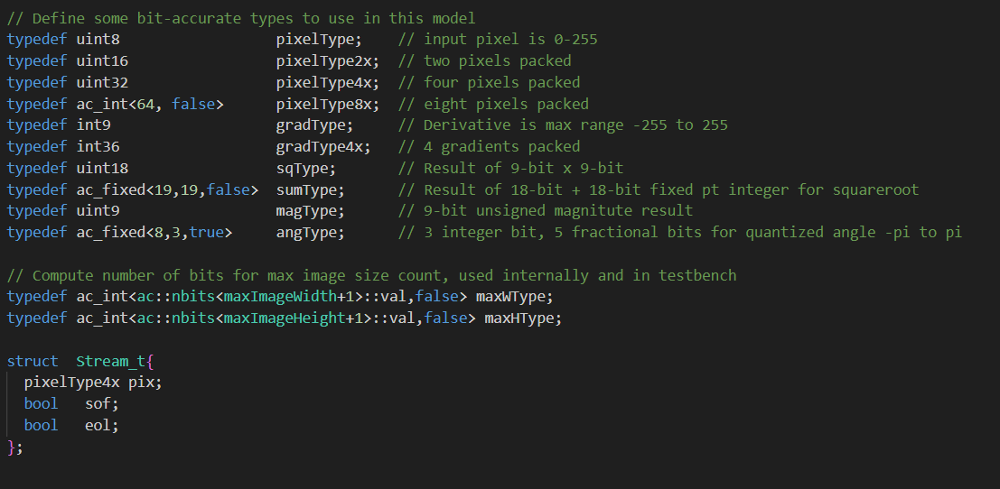 // Define some bit-accurate types to use in this model
typedef uint8                  pixelType;    // input pixel is 0-255
typedef uint16                 pixelType2x;  // two pixels packed
typedef uint32                 pixelType4x;  // four pixels packed
typedef ac_int<64, false>      pixelType8x;  // eight pixels packed
typedef int9                   gradType;     // Derivative is max range -255 to 255
typedef int36                  gradType4x;   // 4 gradients packed
typedef uint18                 sqType;       // Result of 9-bit x 9-bit
typedef ac_fixed<19,19,false>  sumType;      // Result of 18-bit + 18-bit fixed pt integer for squareroot
typedef uint9                  magType;      // 9-bit unsigned magnitute result
typedef ac_fixed<8,3,true>     angType;      // 3 integer bit, 5 fractional bits for quantized angle -pi to pi

// Compute number of bits for max image size count, used internally and in testbench
typedef ac_int<ac::nbits<maxImageWidth+1>::val,false> maxWType;
typedef ac_int<ac::nbits<maxImageHeight+1>::val,false> maxHType;

struct  Stream_t{
  pixelType4x pix;
  bool   sof;
  bool   eol;
};